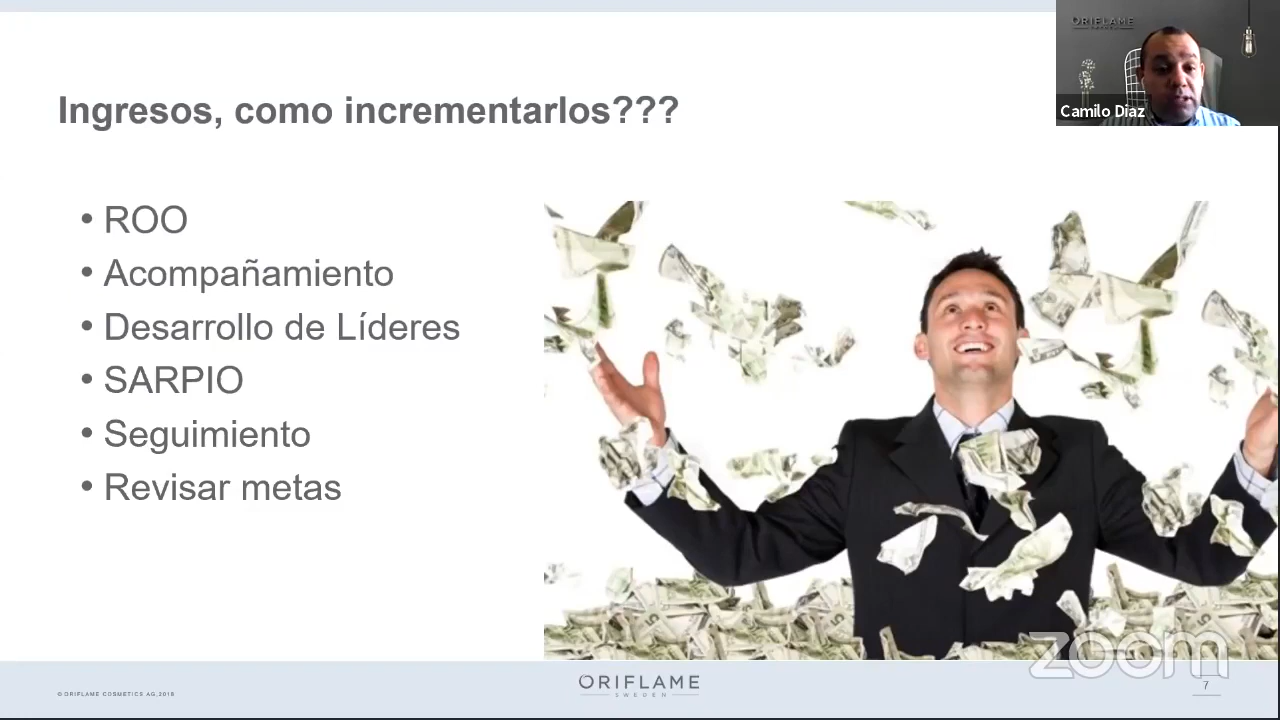 ORIFLAME
Camilo Diaz
Ingresos, como incrementarlos???
• ROO
• Acompañamiento
• Desarrollo de Líderes
• SARPIO
• Seguimiento
• Revisar metas
zoom
© ORIFLAME COSMETICS AG, 2018
ORIFLAME
SWEDEN
7